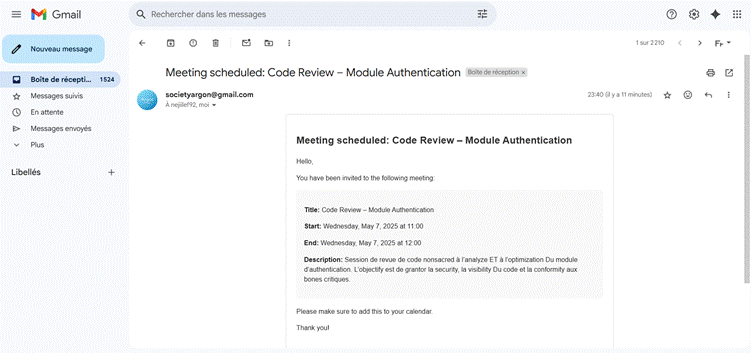 Gmail
Rechercher dans les messages
Nouveau message
Boîte de récepti... 1524
Messages suivis
En attente
Messages envoyés
Plus
Libellés
1 sur 2 210
Fr
Meeting scheduled: Code Review – Module Authentication Boîte de réception ×
societyargon@gmail.com
23:40 (il y a 11 minutes)
Meeting scheduled: Code Review – Module Authentication
Hello,
You have been invited to the following meeting:
Title: Code Review – Module Authentication
Start: Wednesday, May 7, 2025 at 11:00
End: Wednesday, May 7, 2025 at 12:00
Description: Session de revue de code nonsacred à l'analyze ET à l'optimization Du module
d'authentication. L'objectify est de grantor la security, la visibility Du code et la conformity aux
bones critiques.
Please make sure to add this to your calendar.
Thank you!